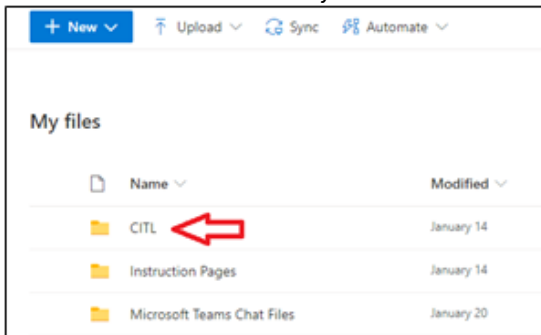 + New Upload Sync Automate
My files
Name Modified
CITL January 14
Instruction Pages January 14
Microsoft Teams Chat Files January 20